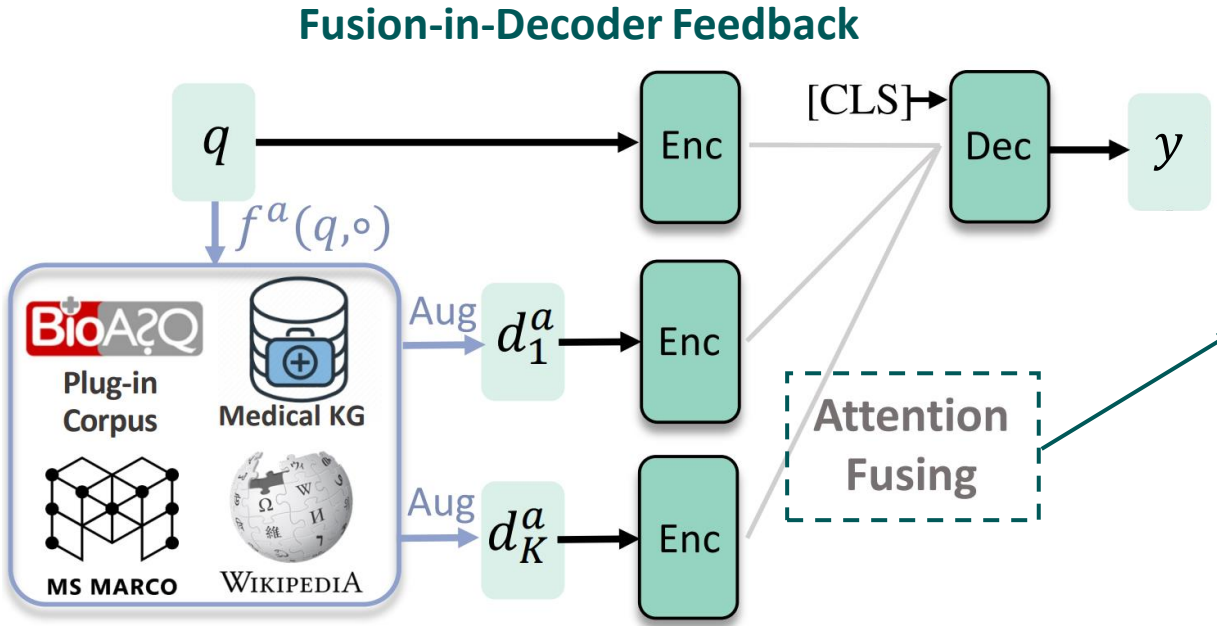 Fusion-in-Decoder Feedback
q
Enc
[CLS]
Dec
y
f^a(q,∘)
BioASQ
Plug-in
Corpus
Medical KG
MS MARCO
WIKIPEDIA
Aug
d_1^a
Enc
Aug
d_K^a
Enc
Attention
Fusing
Ω
W
И
維